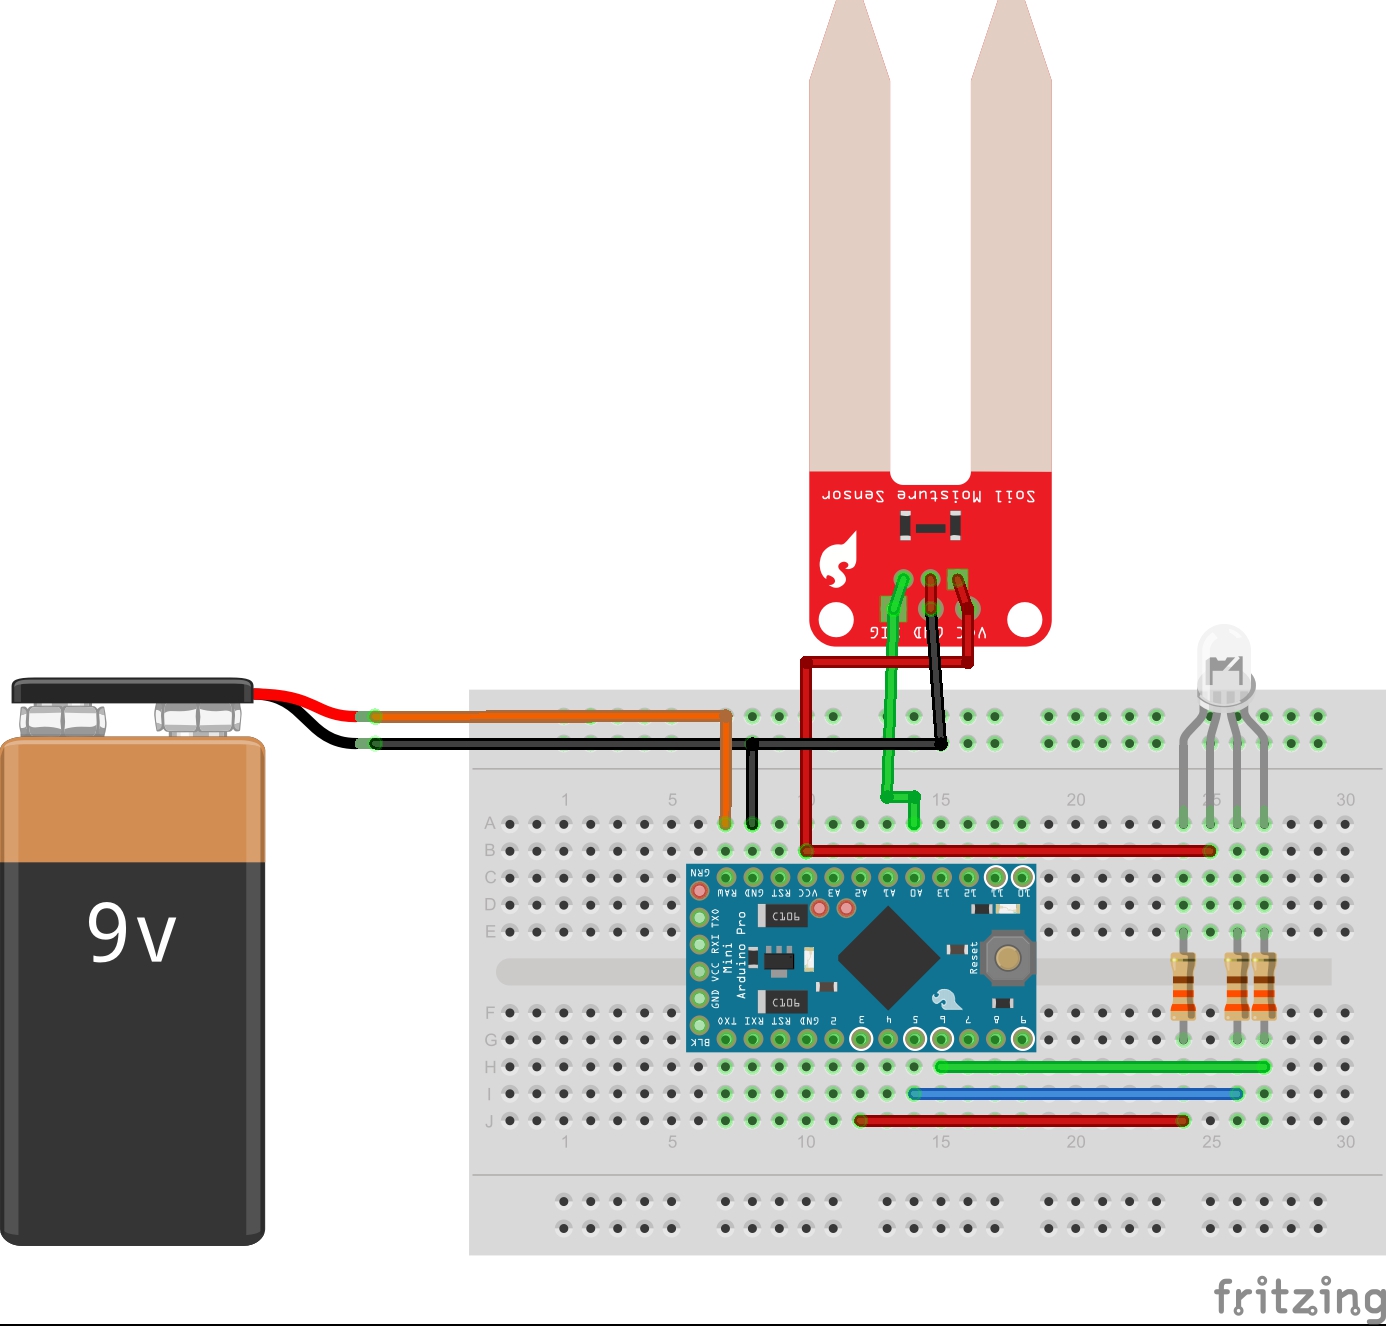 Soil Moisture Sensor
SIG GND VCC
9v
1 5 10 15 20 25 30
A
B
C
D
E
F
G
H
I
J
GRN
RAW GND RST VCC A3 A2 A1 A0 13 12 11 10
TXO
RXI
VCC
GND
BLK
Arduino Pro
Mini
C106
C106
Reset
TXO RXI RST GND 2 3 4 5 6 7 8 9
1 5 10 15 20 25 30
fritzing